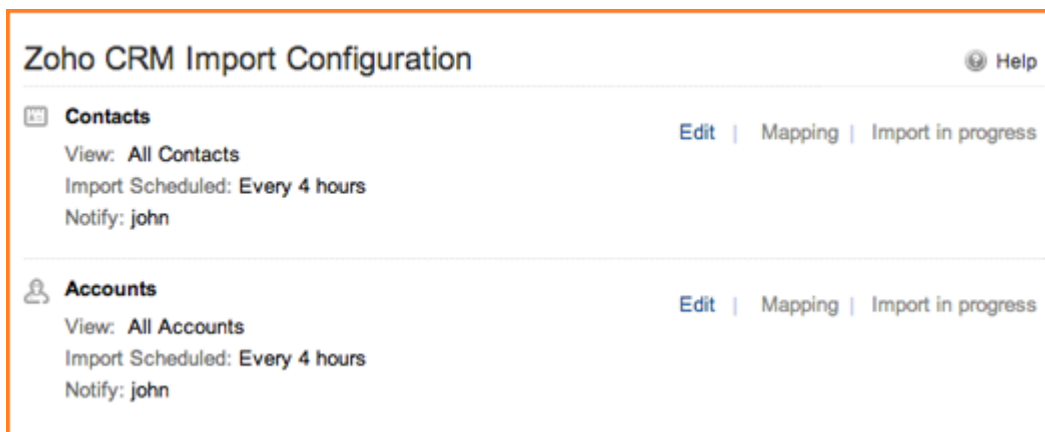 Zoho CRM Import Configuration
Help
Contacts
Edit | Mapping | Import in progress
View: All Contacts
Import Scheduled: Every 4 hours
Notify: john
Accounts
Edit | Mapping | Import in progress
View: All Accounts
Import Scheduled: Every 4 hours
Notify: john